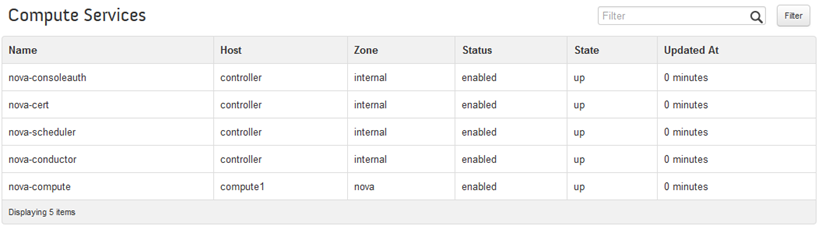 Compute Services
Filter Filter
Name Host Zone Status State Updated At
nova-consoleauth controller internal enabled up 0 minutes
nova-cert controller internal enabled up 0 minutes
nova-scheduler controller internal enabled up 0 minutes
nova-conductor controller internal enabled up 0 minutes
nova-compute compute1 nova enabled up 0 minutes
Displaying 5 items